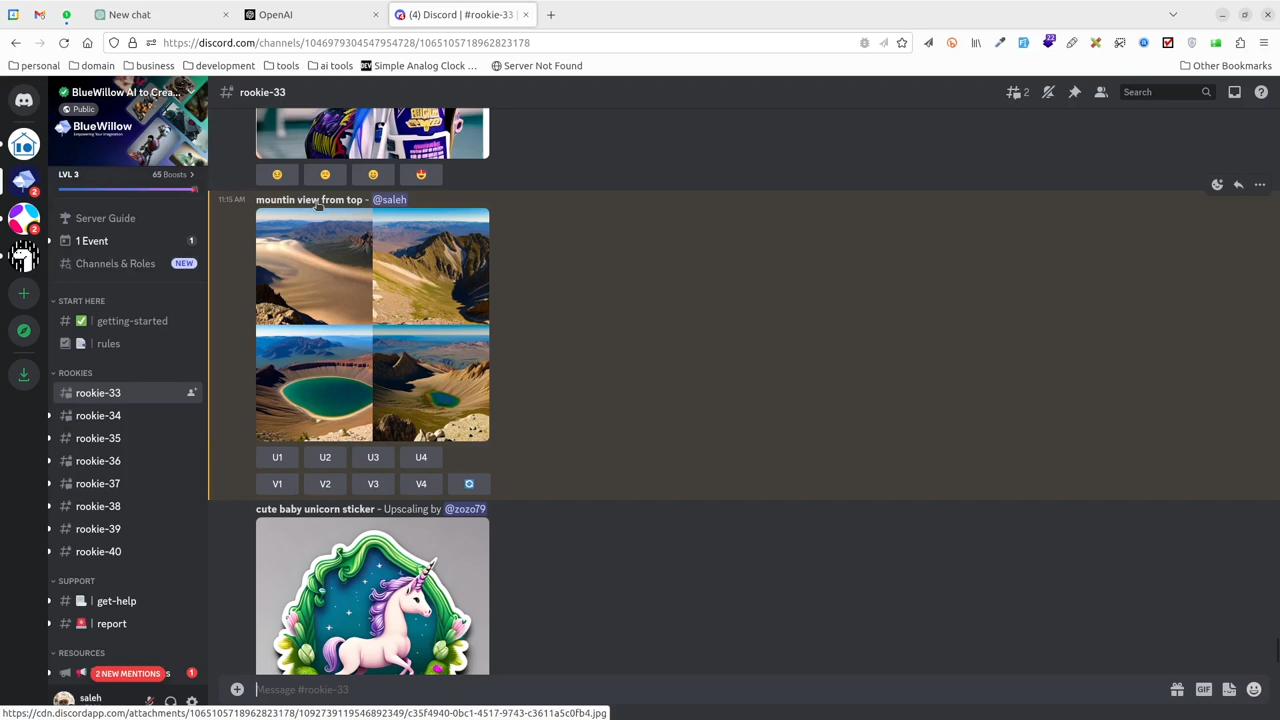 New chat
OpenAI
(4) Discord | #rookie-33 |
https://discord.com/channels/1046979304547954728/1065105718962823178
22
personal
domain
business
development
tools
ai tools
DEV Simple Analog Clock ...
Server Not Found
Other Bookmarks
BlueWillow AI to Crea...
Public
BlueWillow
LVL 3
65 Boosts
Server Guide
1 Event
1
Channels & Roles
NEW
START HERE
getting-started
rules
ROOKIES
rookie-33
rookie-34
rookie-35
rookie-36
rookie-37
rookie-38
rookie-39
rookie-40
SUPPORT
get-help
report
RESOURCES
2 NEW MENTIONS
s
1
saleh
2
2
rookie-33
2
Search
11:15 AM
mountin view from top - @saleh
U1
U2
U3
U4
V1
V2
V3
V4
cute baby unicorn sticker - Upscaling by @zozo79
Message #rookie-33
GIF
https://cdn.discordapp.com/attachments/1065105718962823178/1092739119546892349/c35f4940-0bc1-4517-9743-c3611a5c0fb4.jpg